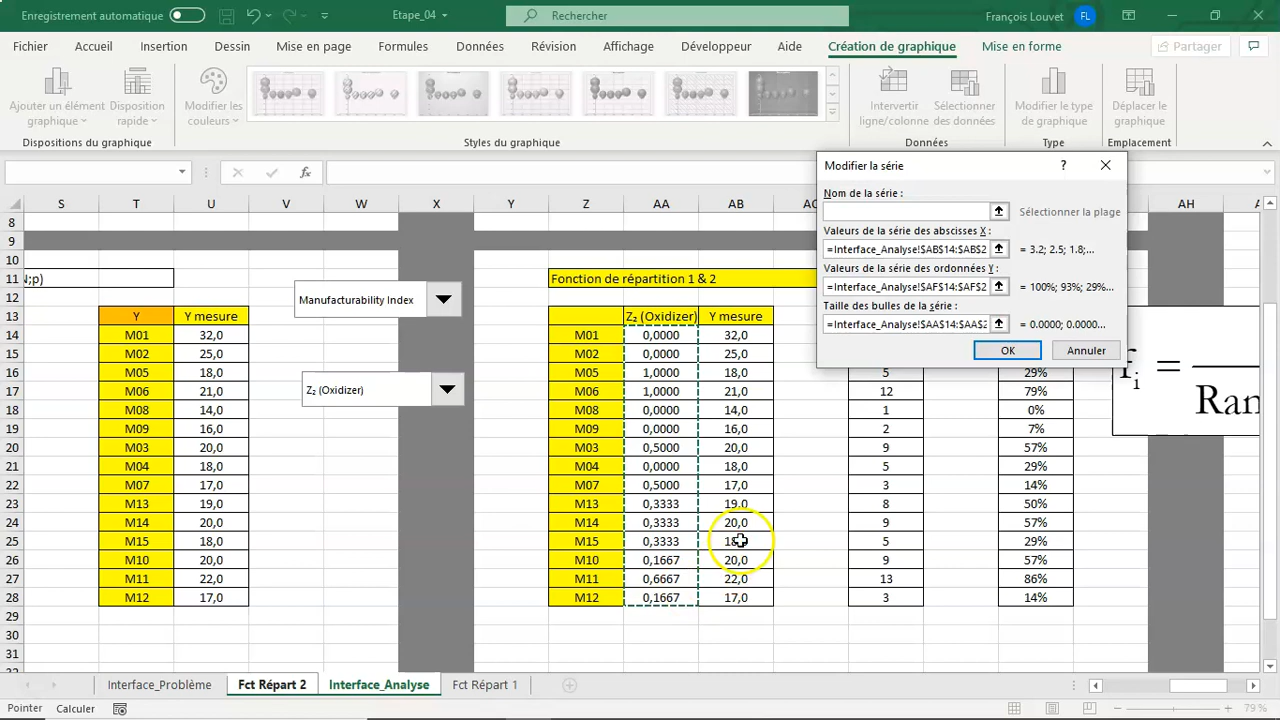 Enregistrement automatique
Etape_04
Rechercher
François Louvet
FL
Fichier Accueil Insertion Dessin Mise en page Formules Données Révision Affichage Développeur Aide Création de graphique Mise en forme Partager
Ajouter un élément graphique
Disposition rapide
Modifier les couleurs
Intervertir ligne/colonne
Sélectionner des données
Modifier le type de graphique
Déplacer le graphique
Dispositions du graphique
Styles du graphique
Données
Type
Emplacement
fx
Modifier la série
? ×
Nom de la série :
Sélectionner la plage
Valeurs de la série des abscisses X :
=Interface_Analyse!$AB$14:$AB$2 = 3.2; 2.5; 1.8;...
Valeurs de la série des ordonnées Y :
=Interface_Analyse!$AF$14:$AF$2 = 100%; 93%; 29%...
Taille des bulles de la série :
=Interface_Analyse!$AA$14:$AA$2 = 0.0000; 0.0000...
OK Annuler
S T U V W X Y Z AA AB AH
8
9
10
11 ;p) Fonction de répartition 1 & 2
Manufacturability Index
12
13 Y Y mesure Z₂ (Oxidizer) Y mesure
14 M01 32,0 M01 0,0000 32,0
15 M02 25,0 M02 0,0000 25,0
16 M05 18,0 M05 1,0000 18,0 5 29%
17 M06 21,0 Z₂ (Oxidizer) M06 1,0000 21,0 12 79%
18 M08 14,0 M08 0,0000 14,0 1 0%
19 M09 16,0 M09 0,0000 16,0 2 7%
20 M03 20,0 M03 0,5000 20,0 9 57%
21 M04 18,0 M04 0,0000 18,0 5 29%
22 M07 17,0 M07 0,5000 17,0 3 14%
23 M13 19,0 M13 0,3333 19,0 8 50%
24 M14 20,0 M14 0,3333 20,0 9 57%
25 M15 18,0 M15 0,3333 5 29%
26 M10 20,0 M10 0,1667 20,0 9 57%
27 M11 22,0 M11 0,6667 22,0 13 86%
28 M12 17,0 M12 0,1667 17,0 3 14%
29
30
31
fi =
Ran
Interface_Problème Fct Répart 2 Interface_Analyse Fct Répart 1
Pointer Calculer
79 %